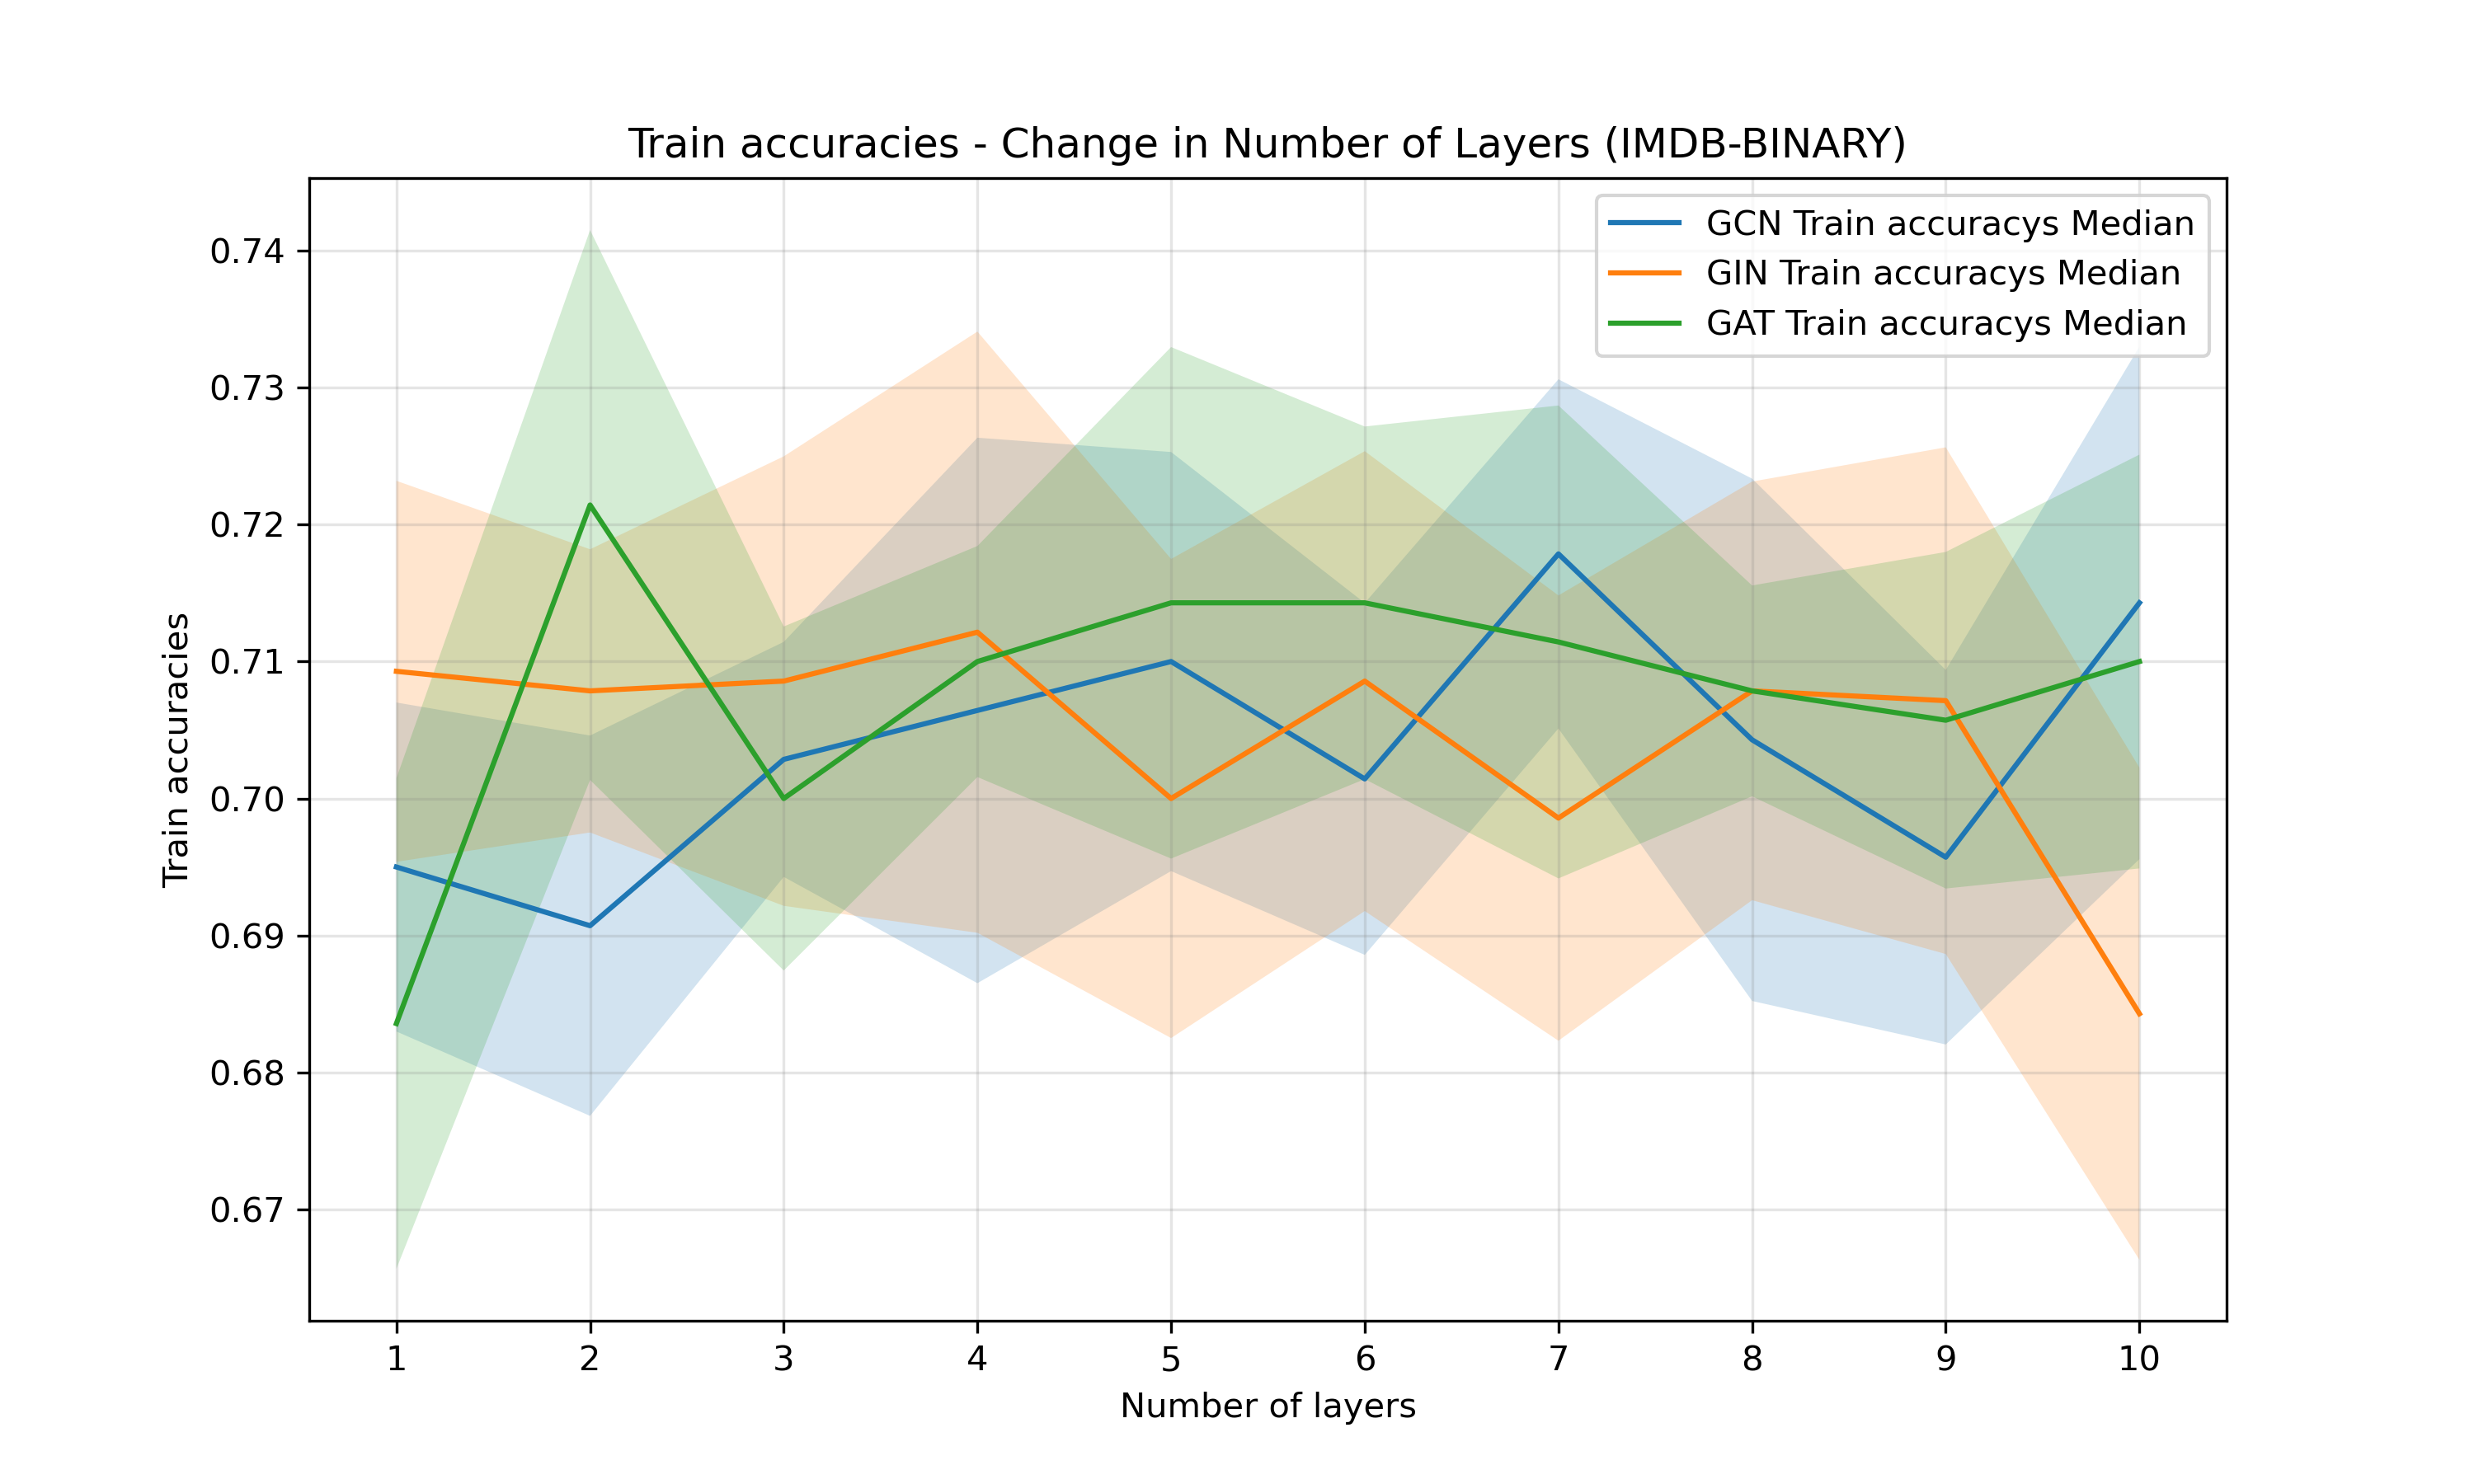 Train accuracies - Change in Number of Layers (IMDB-BINARY)
GCN Train accuracys Median
GIN Train accuracys Median
GAT Train accuracys Median
Train accuracies
0.74
0.73
0.72
0.71
0.70
0.69
0.68
0.67
1 2 3 4 5 6 7 8 9 10
Number of layers